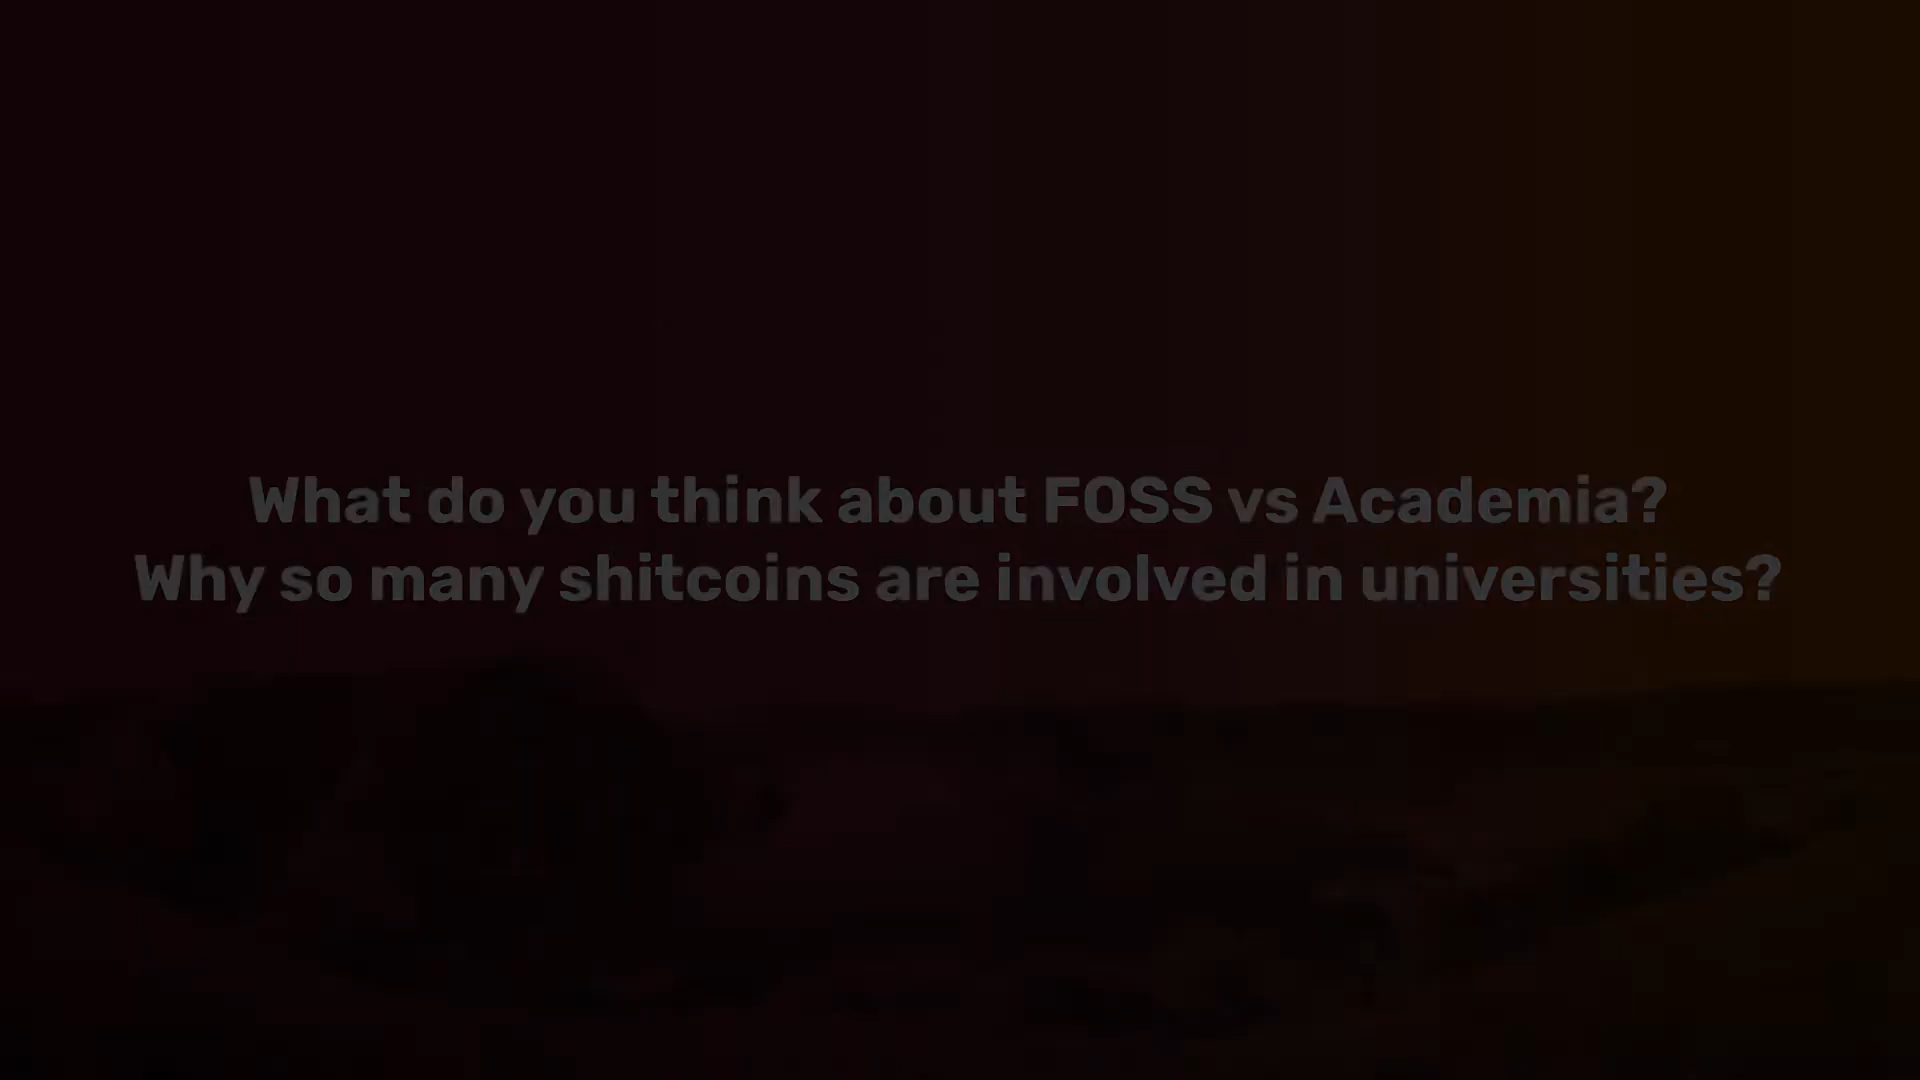 What do you think about FOSS vs Academia?
Why so many shitcoins are involved in universities?